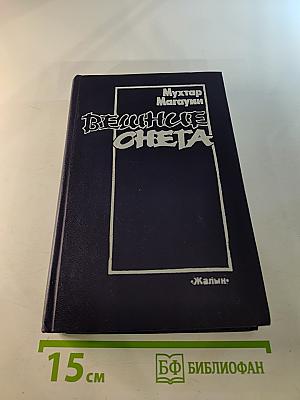 Мухтар
Магауин
ВЕШНИЕ
СНЕГА
«Жалын»
15 см
БФ БИБЛИОФАН